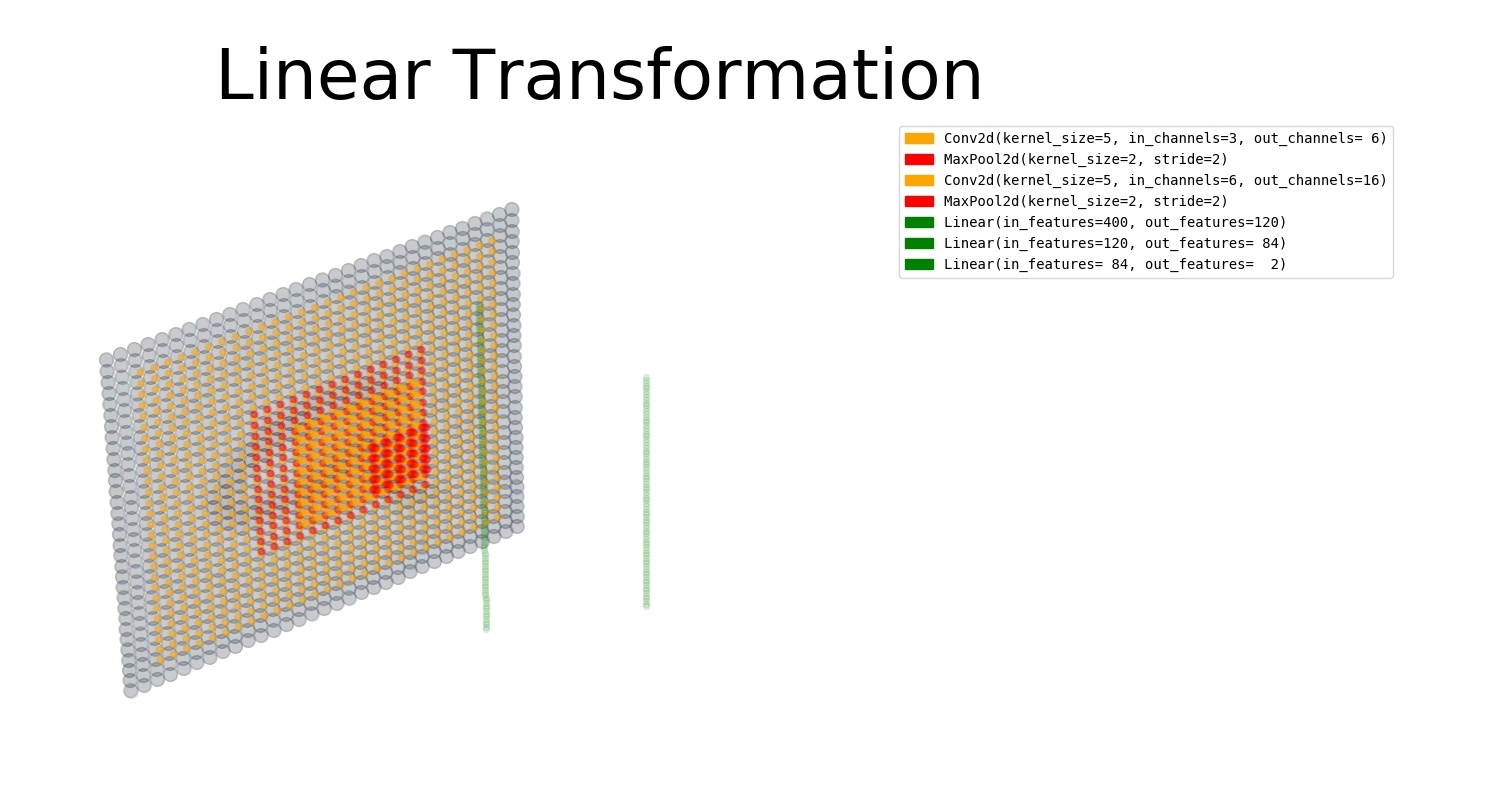 Linear Transformation
Conv2d(kernel_size=5, in_channels=3, out_channels= 6)
MaxPool2d(kernel_size=2, stride=2)
Conv2d(kernel_size=5, in_channels=6, out_channels=16)
MaxPool2d(kernel_size=2, stride=2)
Linear(in_features=400, out_features=120)
Linear(in_features=120, out_features= 84)
Linear(in_features= 84, out_features=  2)